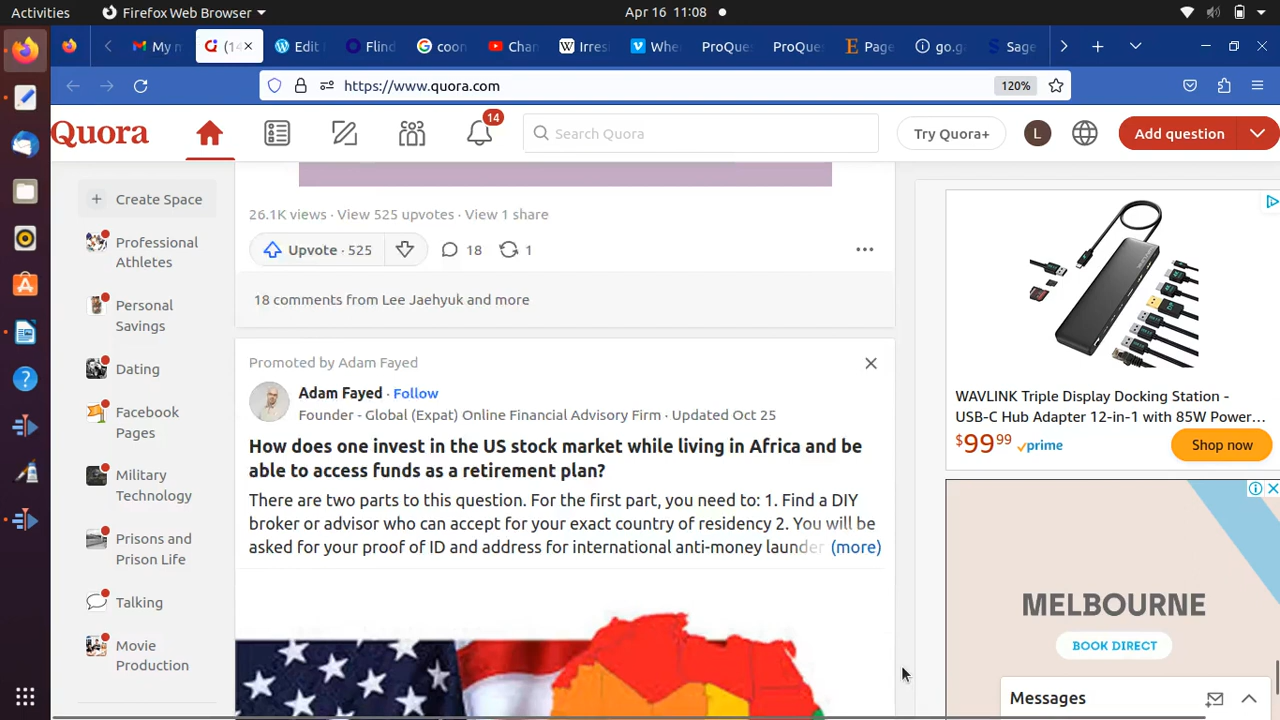 Activities
Firefox Web Browser
Apr 16 11:08
My m
(14
Edit
Flind
coon
Chan
Irres
Whe
ProQues
ProQues
Page
go.ga
Sage
https://www.quora.com
120%
Quora
14
Search Quora
Try Quora+
L
Add question
Create Space
Professional
Athletes
Personal
Savings
Dating
Facebook
Pages
Military
Technology
Prisons and
Prison Life
Talking
Movie
Production
26.1K views · View 525 upvotes · View 1 share
Upvote · 525
18
1
18 comments from Lee Jaehyuk and more
Promoted by Adam Fayed
Adam Fayed · Follow
Founder - Global (Expat) Online Financial Advisory Firm · Updated Oct 25
How does one invest in the US stock market while living in Africa and be
able to access funds as a retirement plan?
There are two parts to this question. For the first part, you need to: 1. Find a DIY
broker or advisor who can accept for your exact country of residency 2. You will be
asked for your proof of ID and address for international anti-money launder (more)
WAVLINK Triple Display Docking Station -
USB-C Hub Adapter 12-in-1 with 85W Power...
$99 99 prime
Shop now
MELBOURNE
BOOK DIRECT
Messages